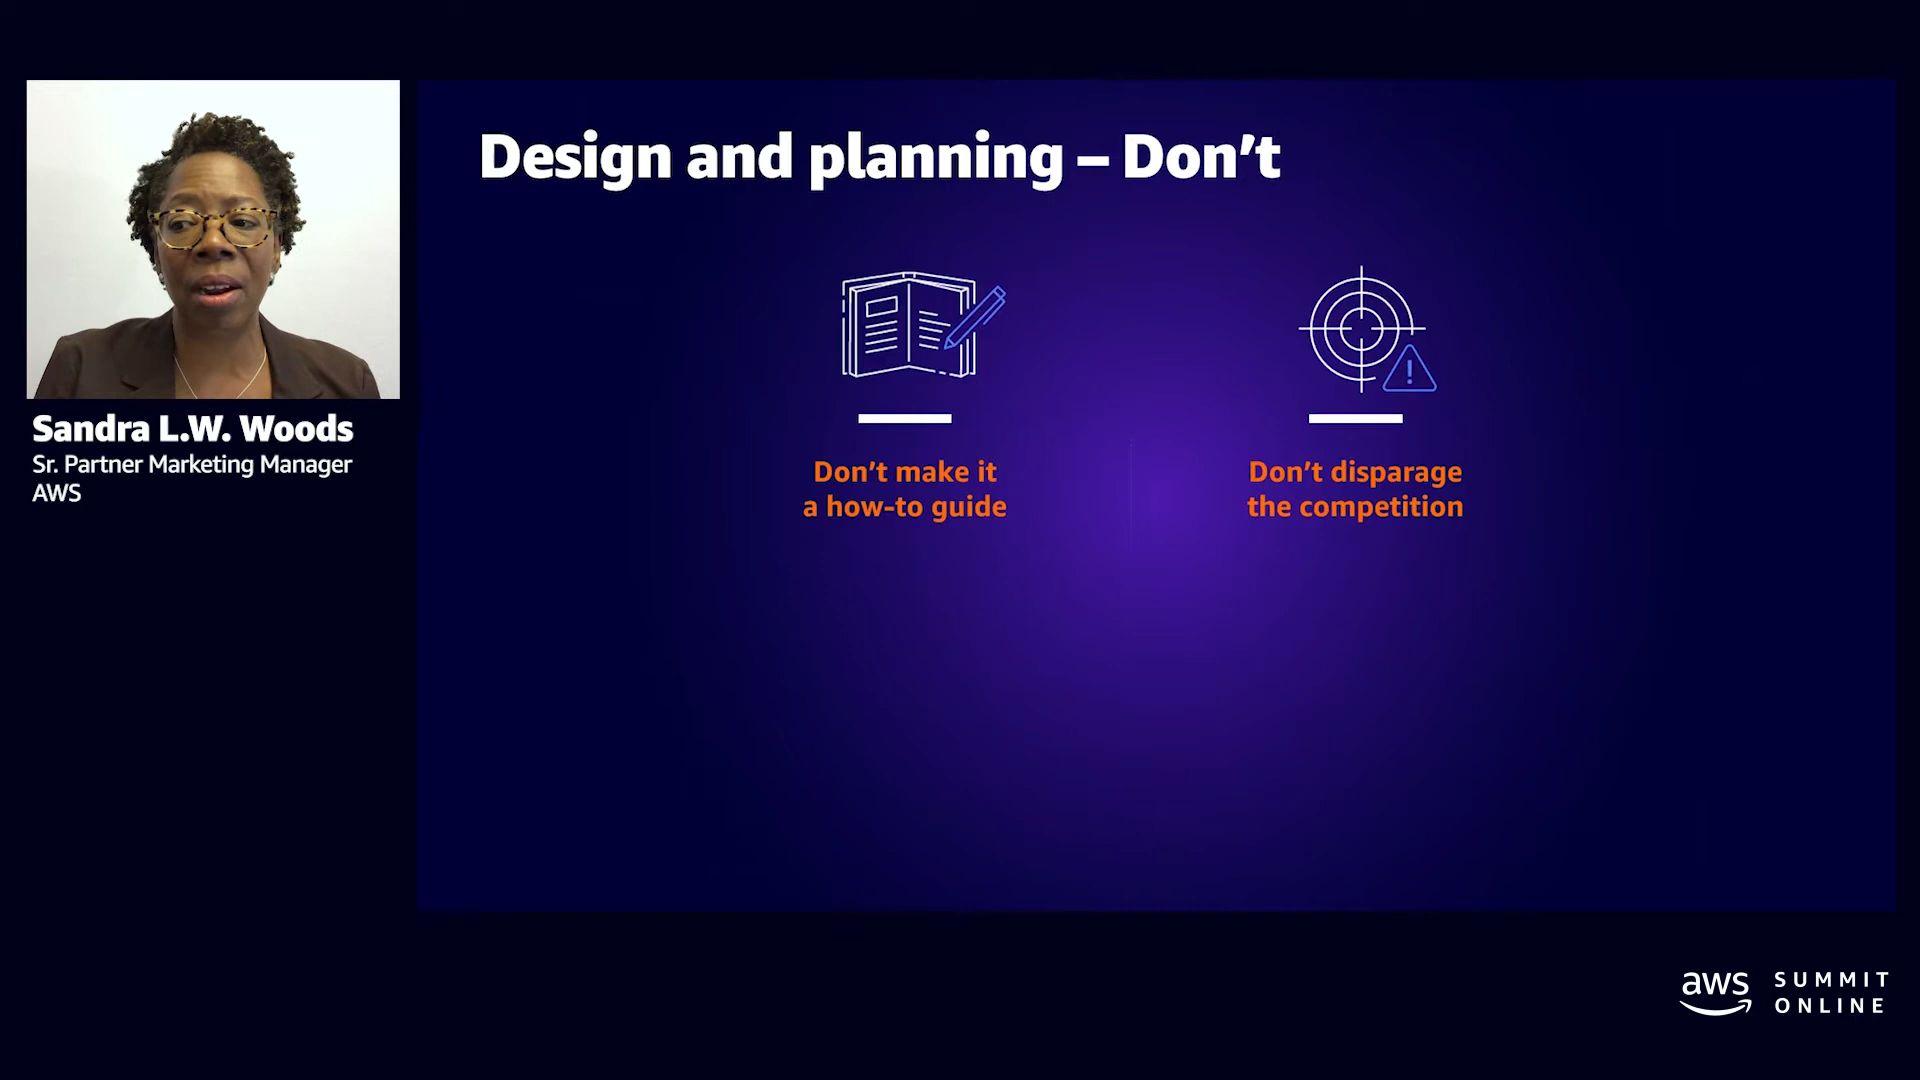 Design and planning – Don’t
Don’t make it
a how-to guide
Don’t disparage
the competition
Sandra L.W. Woods
Sr. Partner Marketing Manager
AWS
aws
SUMMIT
ONLINE